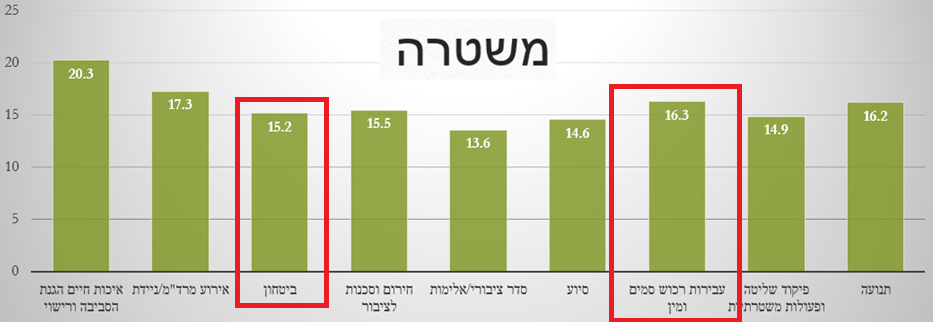 משטרה
25
20
15
10
5
0
20.3
17.3
15.2
15.5
13.6
14.6
16.3
14.9
16.2
איכות חיים הגנת
הסביבה ורישוי
אירוע מרד"מ/ניידת
ביטחון
חירום וסכנות
לציבור
סדר ציבורי/אלימות
סיוע
עבירות רכוש סמים
ומין
פיקוד שליטה
ופעולות משטרתיות
תנועה